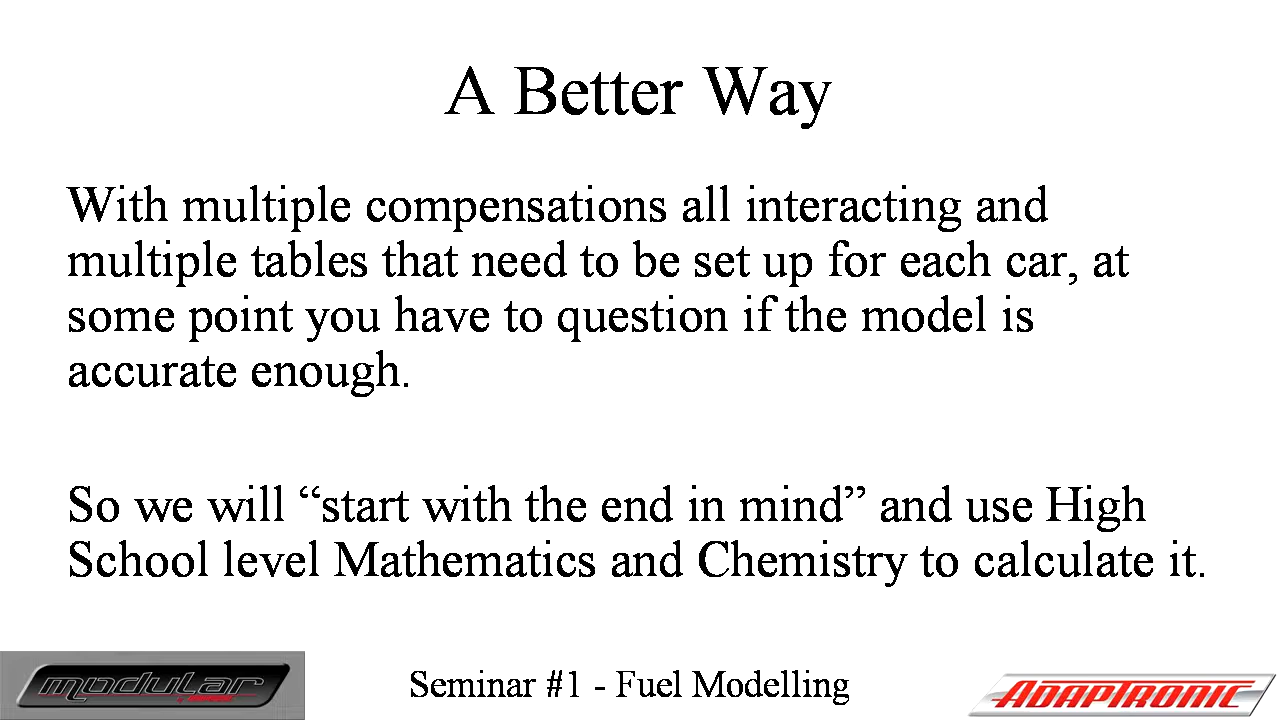 A Better Way
With multiple compensations all interacting and
multiple tables that need to be set up for each car, at
some point you have to question if the model is
accurate enough.
So we will “start with the end in mind” and use High
School level Mathematics and Chemistry to calculate it.
modular
Seminar #1 - Fuel Modelling
ADAPTRONIC